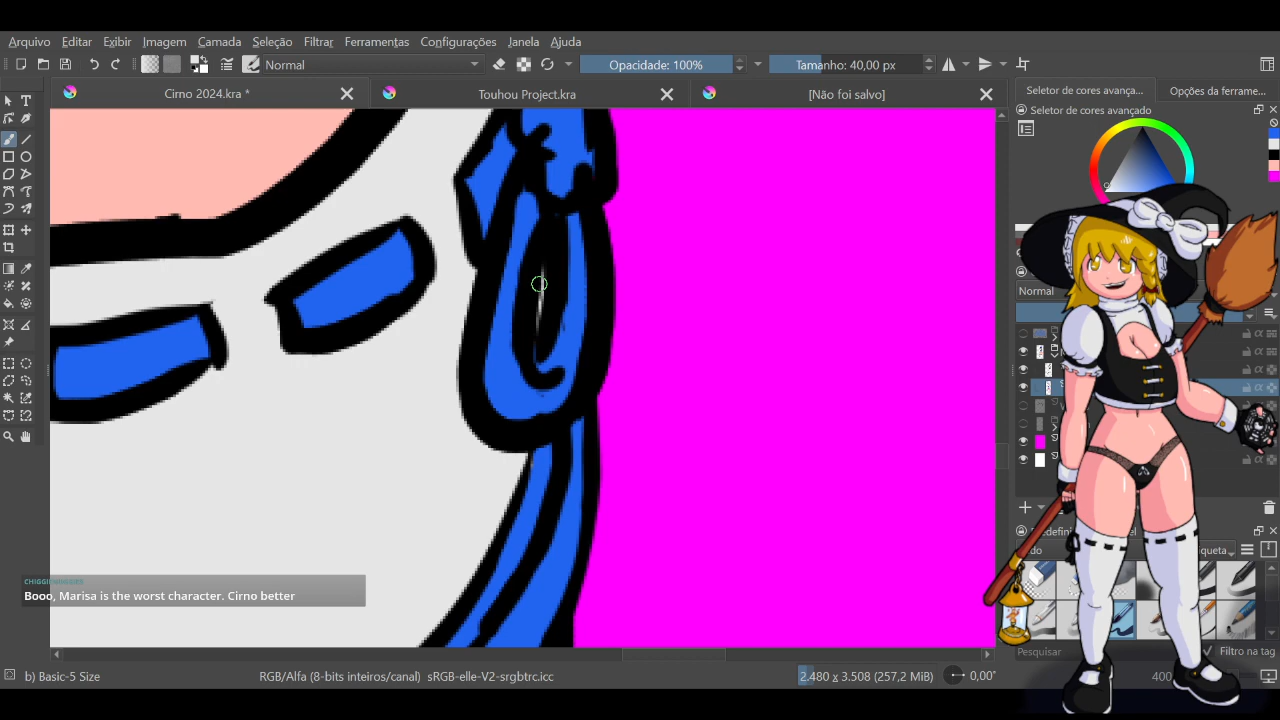 Arquivo Editar Exibir Imagem Camada Seleção Filtrar Ferramentas Configurações Janela Ajuda
Normal Opacidade: 100% Tamanho: 40,00 px
Cirno 2024.kra * Touhou Project.kra [Não foi salvo]
Seletor de cores avança... Opções da ferrame...
Seletor de cores avançado
Normal
Booo, Marisa is the worst character. Cirno better
Pesquisar Filtro na tag
b) Basic-5 Size RGB/Alfa (8-bits inteiros/canal) sRGB-elle-V2-srgbtrc.icc 2.480 x 3.508 (257,2 MiB) 0,00°